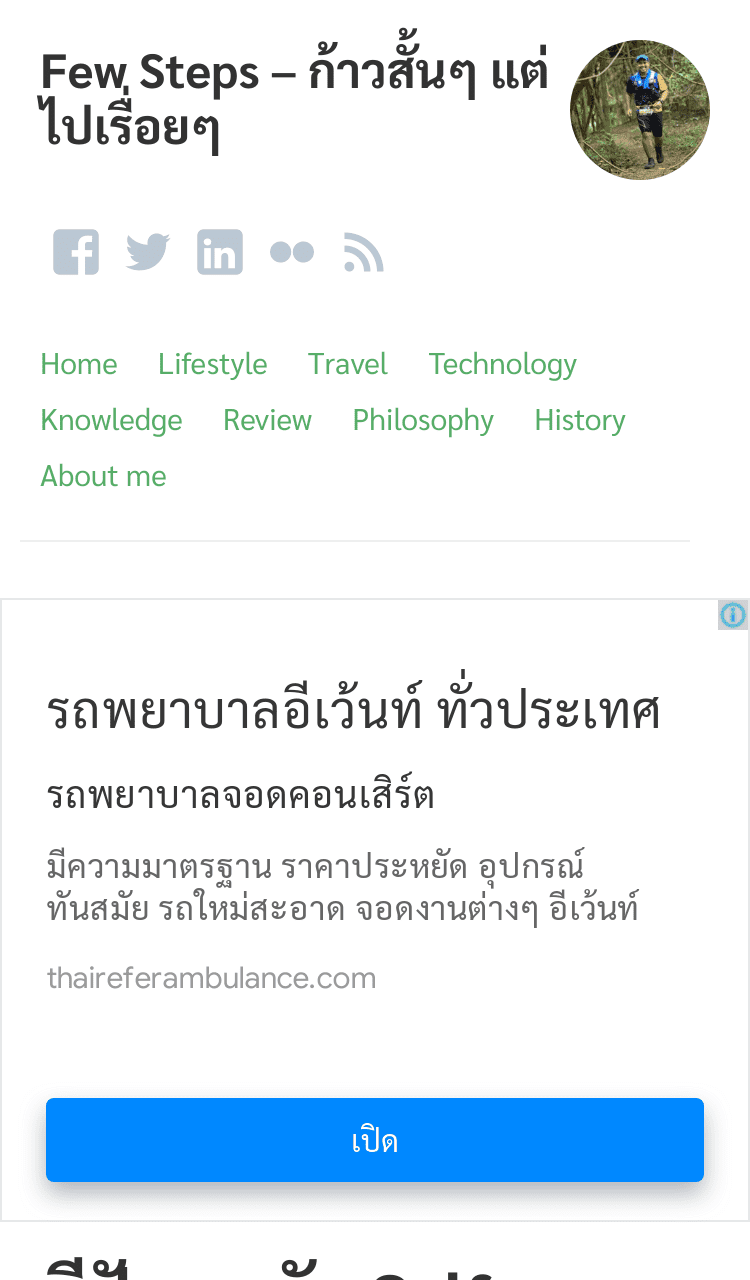 Few Steps – ก้าวสั้นๆ แต่
ไปเรื่อยๆ
Home Lifestyle Travel Technology
Knowledge Review Philosophy History
About me
รถพยาบาลอีเว้นท์ ทั่วประเทศ
รถพยาบาลจอดคอนเสิร์ต
มีความมาตรฐาน ราคาประหยัด อุปกรณ์
ทันสมัย รถใหม่สะอาด จอดงานต่างๆ อีเว้นท์
thaireferambulance.com
เปิด